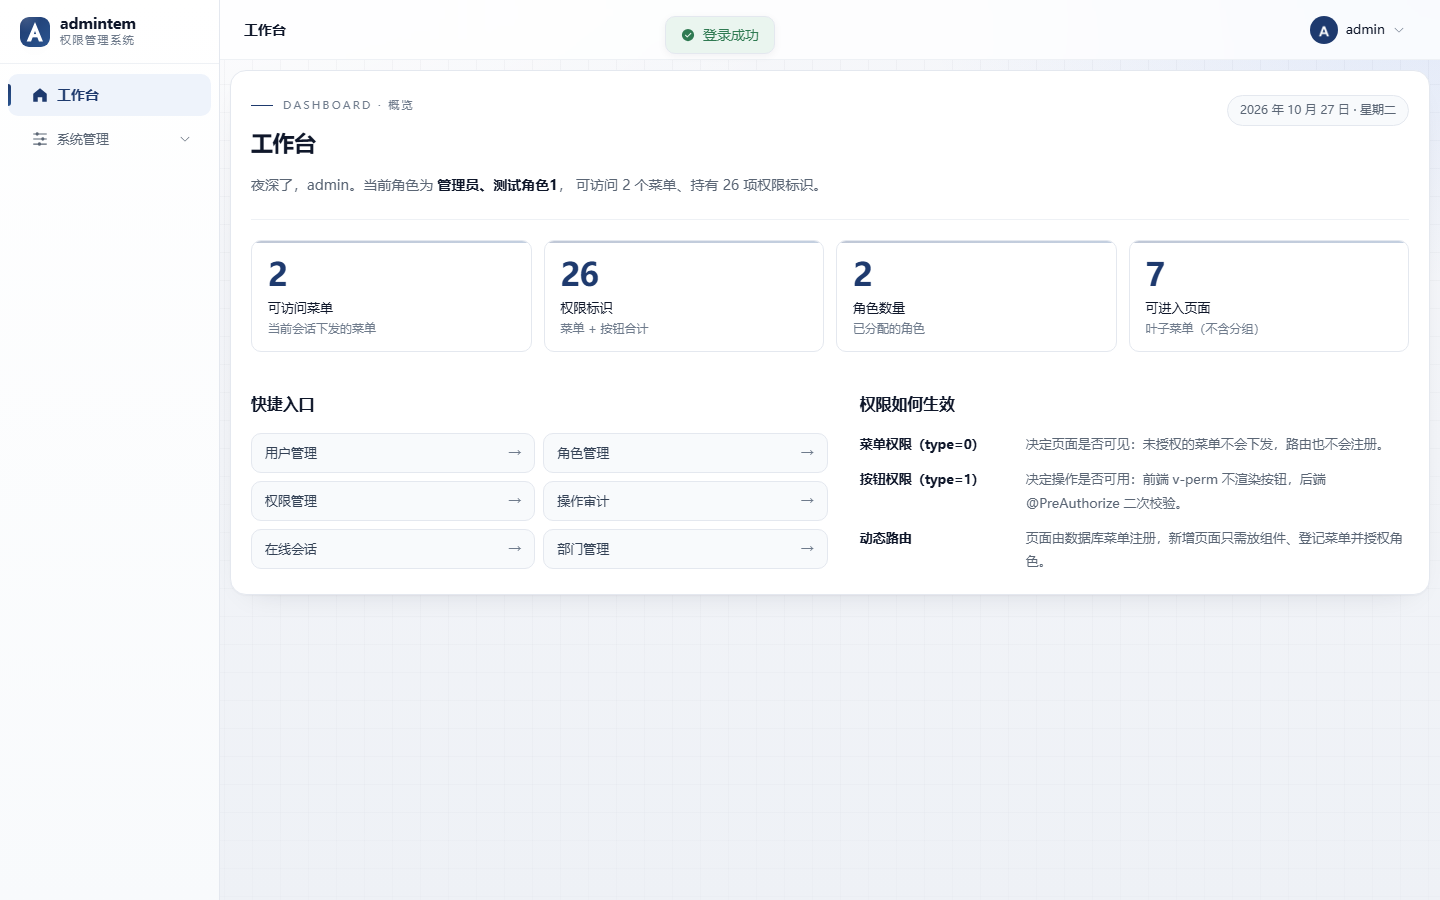 admintem
权限管理系统
工作台
系统管理
工作台
登录成功
A admin
DASHBOARD · 概览
2026 年 10 月 27 日 · 星期二
工作台
夜深了，admin。当前角色为 管理员、测试角色1， 可访问 2 个菜单、持有 26 项权限标识。
2
可访问菜单
当前会话下发的菜单
26
权限标识
菜单 + 按钮合计
2
角色数量
已分配的角色
7
可进入页面
叶子菜单（不含分组）
快捷入口
用户管理 →
角色管理 →
权限管理 →
操作审计 →
在线会话 →
部门管理 →
权限如何生效
菜单权限（type=0） 决定页面是否可见：未授权的菜单不会下发，路由也不会注册。
按钮权限（type=1） 决定操作是否可用：前端 v-perm 不渲染按钮，后端
@PreAuthorize 二次校验。
动态路由 页面由数据库菜单注册，新增页面只需放组件、登记菜单并授权角
色。